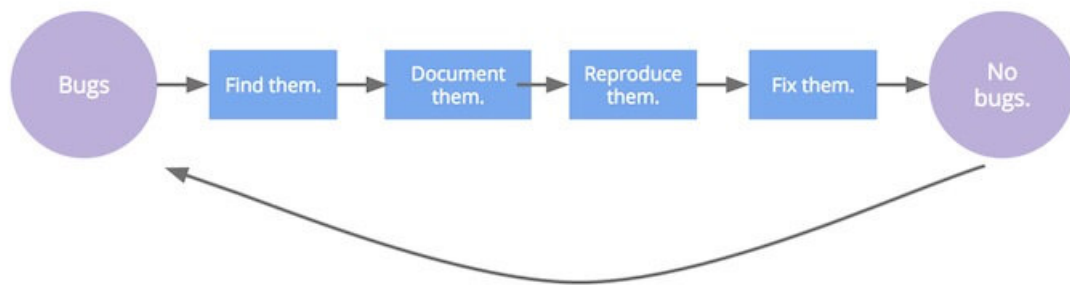 Bugs
Find them.
Document
them.
Reproduce
them.
Fix them.
No
bugs.